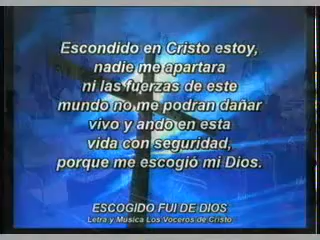 Escondido en Cristo estoy,
nadie me apartara
ni las fuerzas de este
mundo no me podran dañar
vivo y ando en esta
vida con seguridad,
porque me escogió mi Dios.
ESCOGIDO FUI DE DIOS
Letra y Música Los Voceros de Cristo